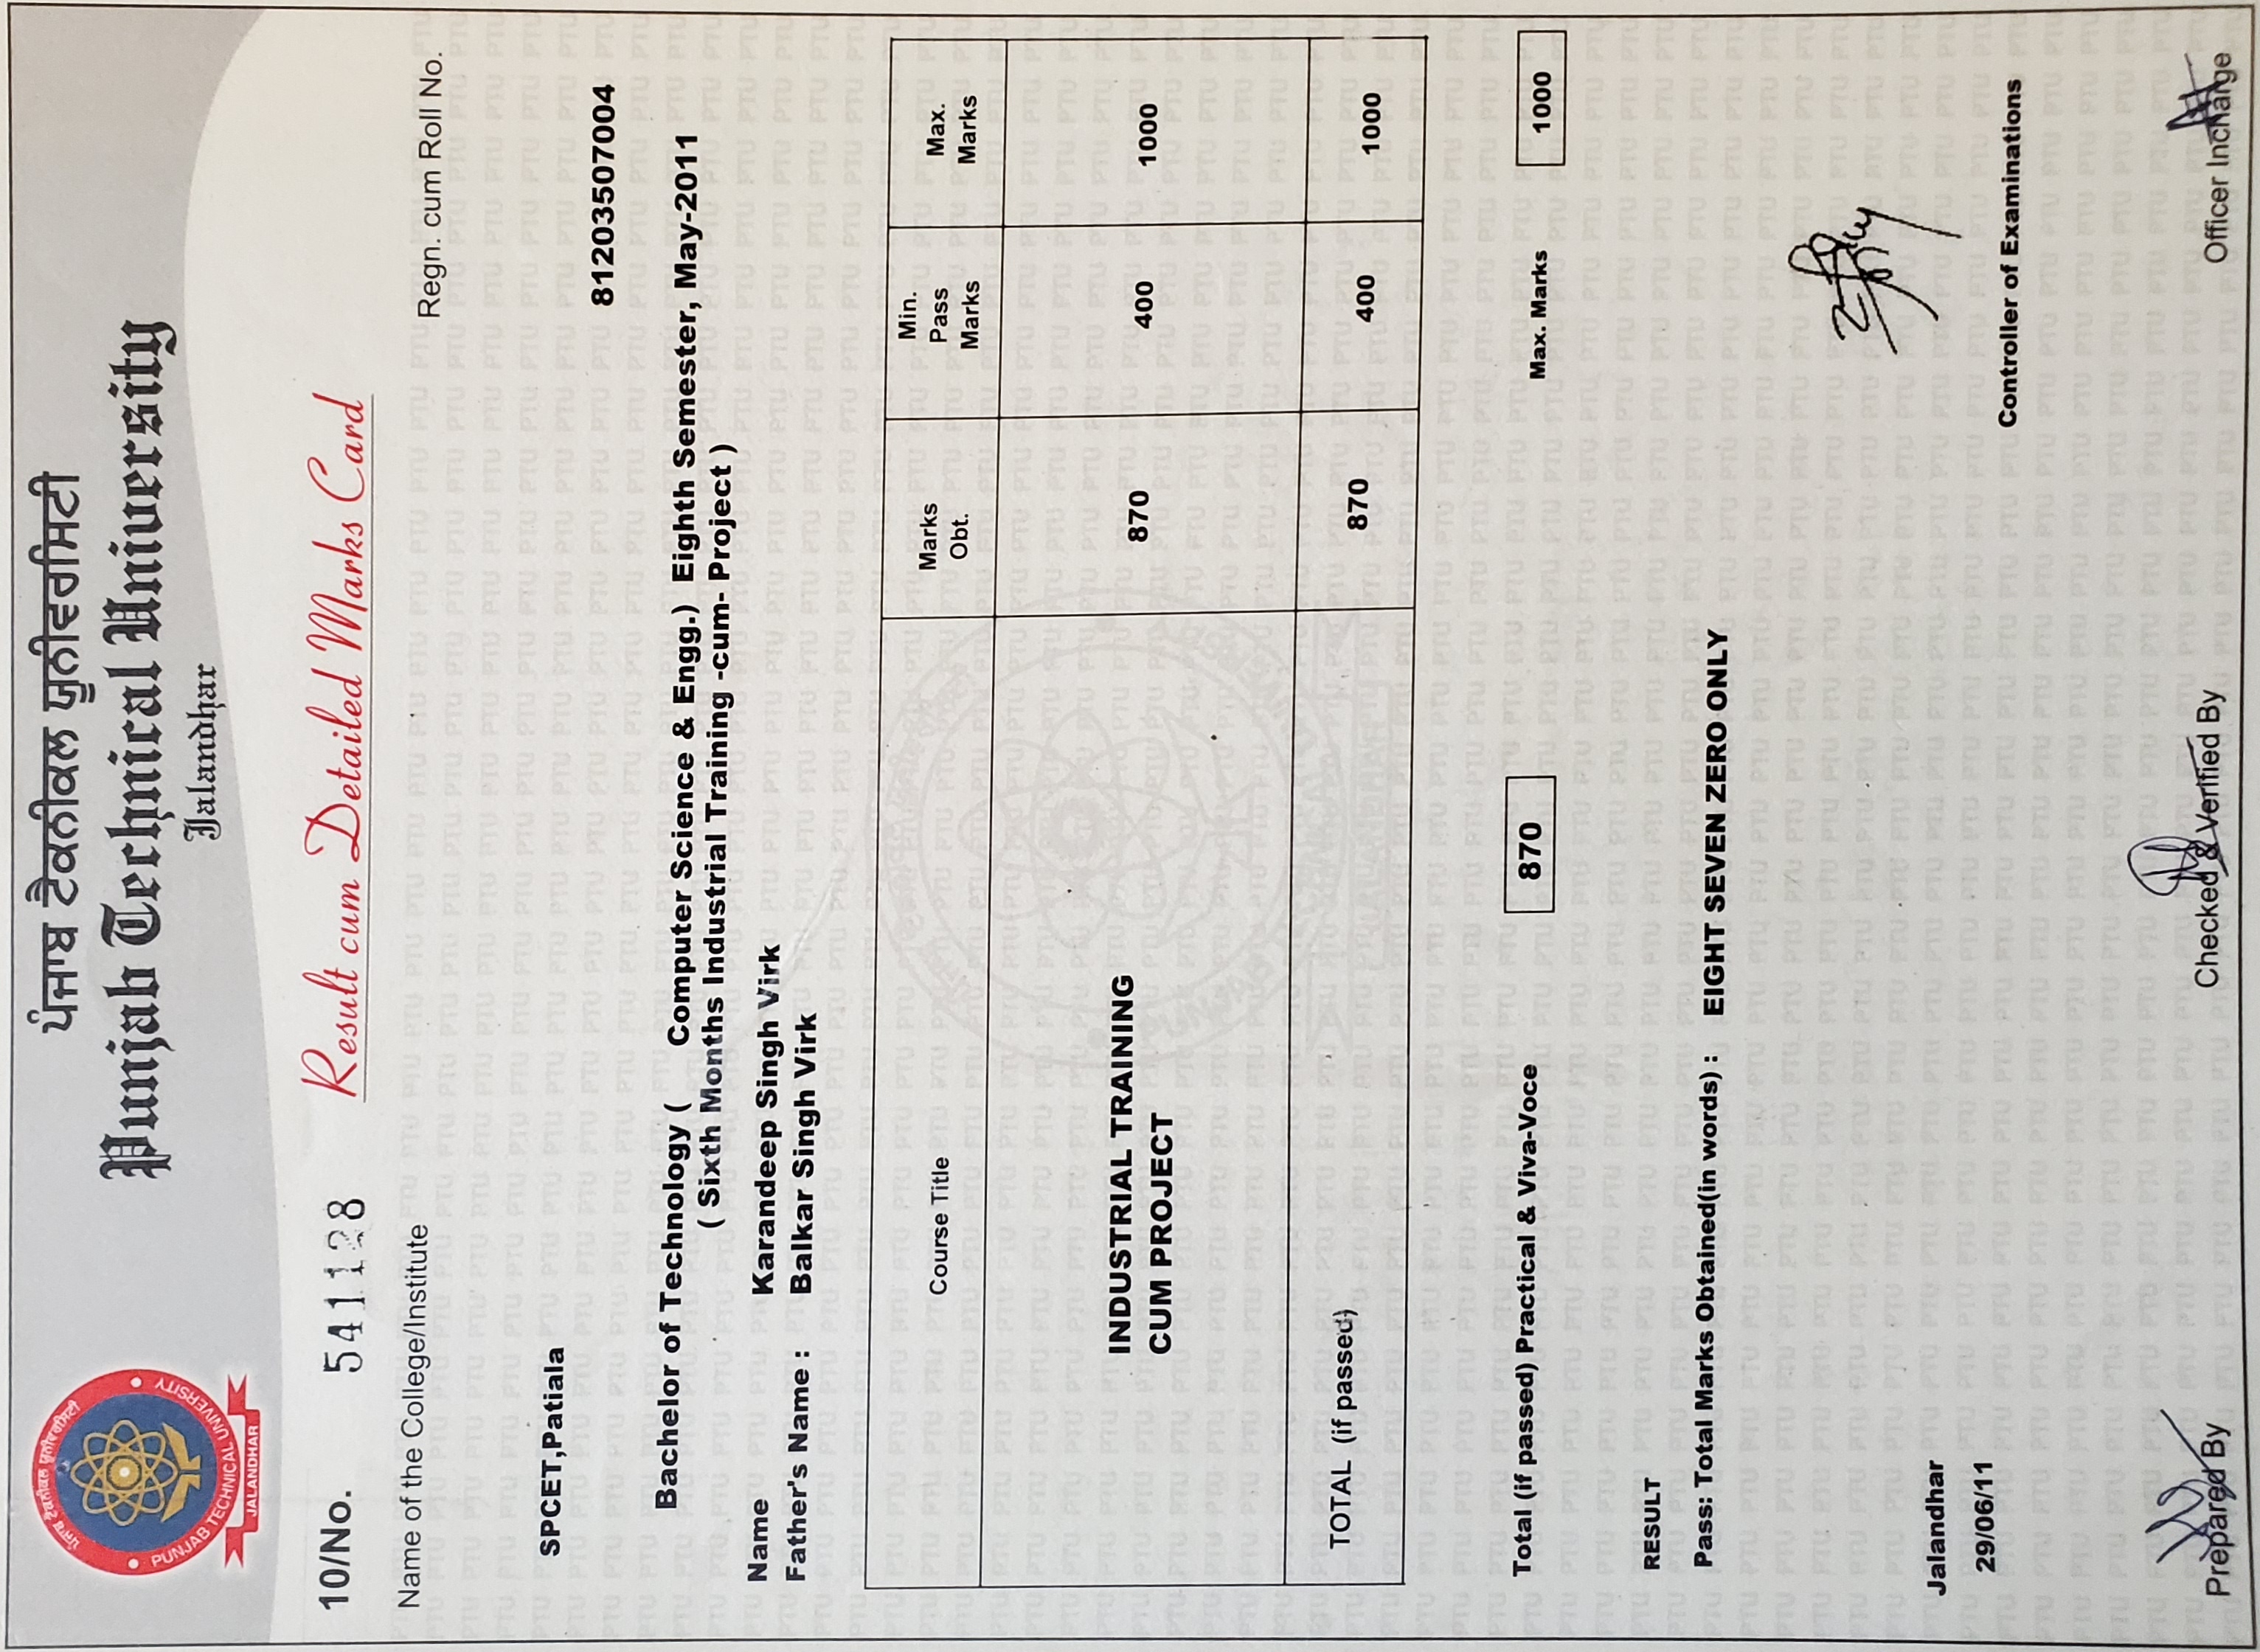 ਪੰਜਾਬ ਟੈਕਨੀਕਲ ਯੂਨੀਵਰਸਿਟੀ
Punjab Technical University
Jalandhar
ਪੰਜਾਬ ਟੈਕਨੀਕਲ ਯੂਨੀਵਰਸਿਟੀ
PUNJAB TECHNICAL UNIVERSITY
JALANDHAR
10/No. 541128 Result cum Detailed Marks Card
Name of the College/Institute Regn. cum Roll No.
SPCET,Patiala
81203507004
Bachelor of Technology ( Computer Science & Engg.) Eighth Semester, May-2011
( Sixth Months Industrial Training -cum- Project )
Name Karandeep Singh Virk
Father's Name : Balkar Singh Virk
Course Title Marks Obt. Min. Pass Marks Max. Marks
INDUSTRIAL TRAINING
CUM PROJECT 870 400 1000
TOTAL (if passed) 870 400 1000
Total (if passed) Practical & Viva-Voce 870 Max. Marks 1000
RESULT
Pass: Total Marks Obtained(in words) : EIGHT SEVEN ZERO ONLY
Jalandhar
29/06/11
Controller of Examinations
Prepared By Checked & Verified By Officer Incharge